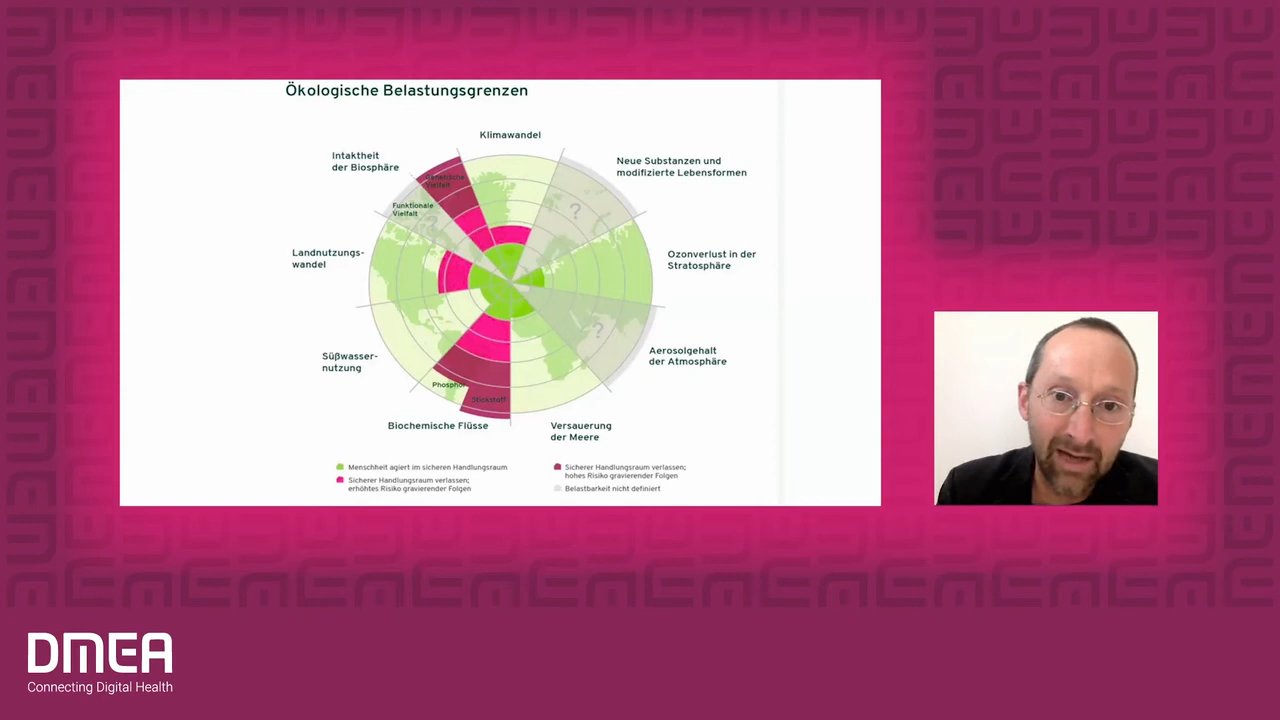 Ökologische Belastungsgrenzen
Klimawandel
Intaktheit
der Biosphäre
Neue Substanzen und
modifizierte Lebensformen
Genetische
Vielfalt
Funktionale
Vielfalt
?
?
Landnutzungs-
wandel
Ozonverlust in der
Stratosphäre
?
Süßwasser-
nutzung
Aerosolgehalt
der Atmosphäre
Phosphor
Stickstoff
Biochemische Flüsse
Versauerung
der Meere
Menschheit agiert im sicheren Handlungsraum
Sicherer Handlungsraum verlassen;
erhöhtes Risiko gravierender Folgen
Sicherer Handlungsraum verlassen;
hohes Risiko gravierender Folgen
Belastbarkeit nicht definiert
DMEA
Connecting Digital Health